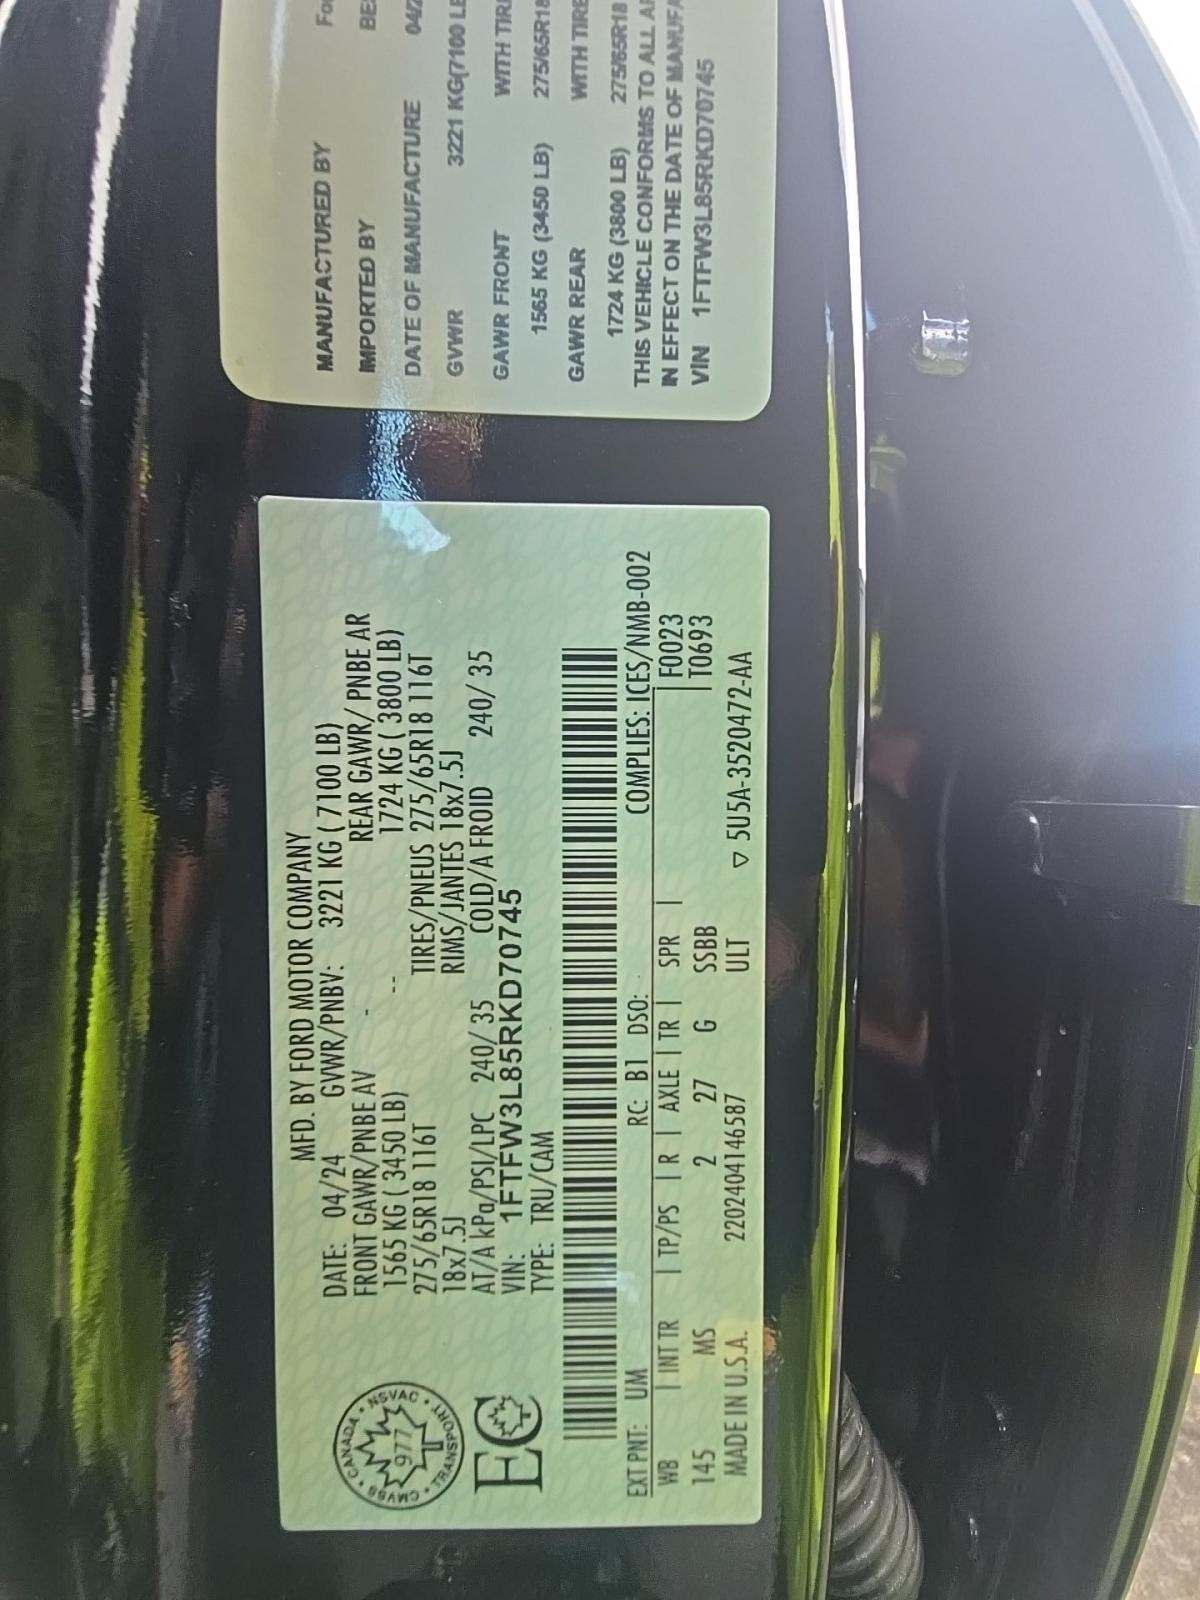 MFD. BY FORD MOTOR COMPANY
DATE: 04/24 GVWR/PNBV: 3221 KG ( 7100 LB)
FRONT GAWR/PNBE AV - REAR GAWR/ PNBE AR
1565 KG ( 3450 LB) -- 1724 KG ( 3800 LB)
275/65R18 116T TIRES/PNEUS 275/65R18 116T
18x7.5J RIMS/JANTES 18x7.5J
AT/A kPa/PSI/LPC 240/ 35 COLD/A FROID 240/ 35
VIN: 1FTFW3L85RKD70745
TYPE: TRU/CAM
CANADA • NSVAC • TRANSPORT • CMVSS
977
EC
COMPLIES: ICES/NMB-002
EXT PNT: UM RC: B1 DSO:
WB | INT TR | TP/PS | R | AXLE | TR | SPR | F0023
145 MS 2 27 G SSBB T0693
MADE IN U.S.A. 2202404146587 ULT ▽ 5U5A-3520472-AA
MANUFACTURED BY
IMPORTED BY
DATE OF MANUFACTURE
GVWR 3221 KG(7100
GAWR FRONT WITH
1565 KG (3450 LB) 275/65R18
GAWR REAR WITH TIRE
1724 KG (3800 LB) 275/65R18
THIS VEHICLE CONFORMS TO ALL
IN EFFECT ON THE DATE OF
VIN 1FTFW3L85RKD70745